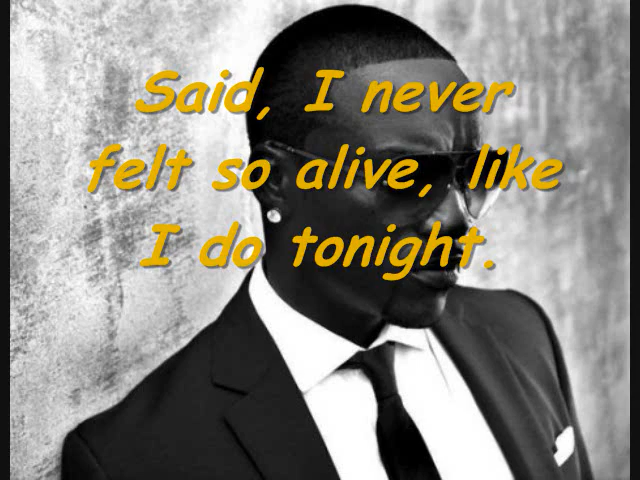 Said, I never
felt so alive, like
I do tonight.